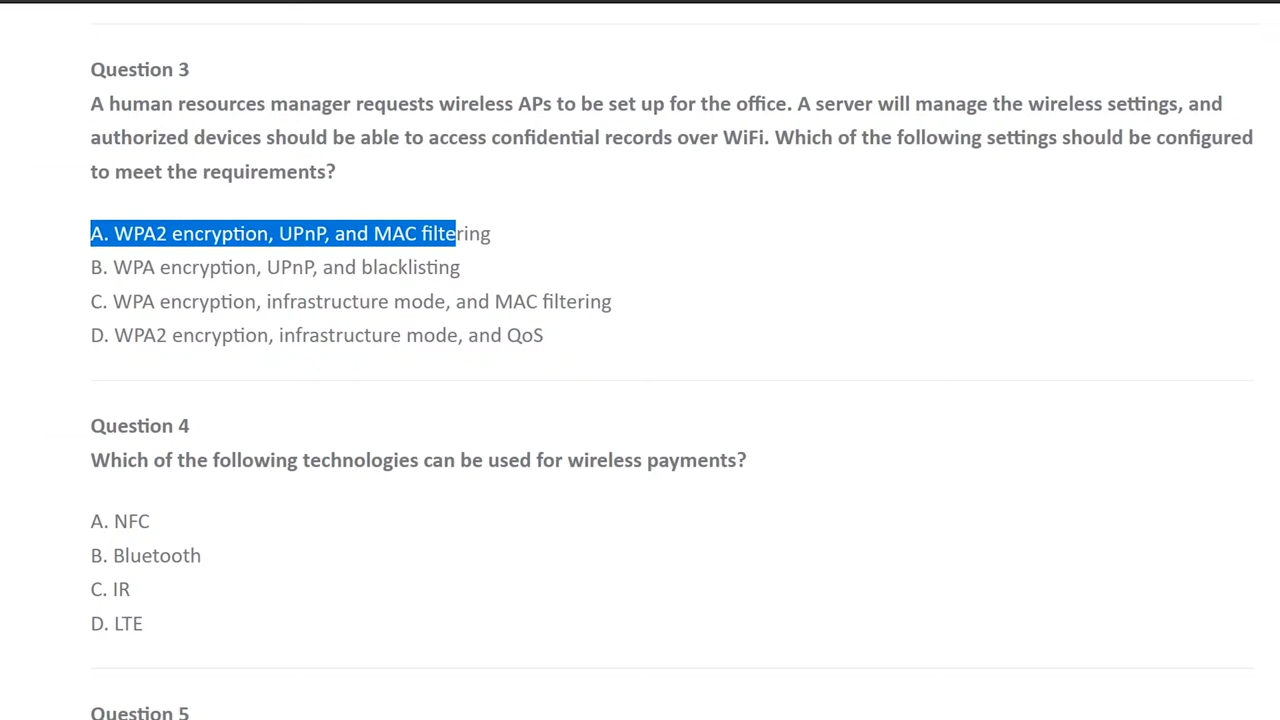 Question 3
A human resources manager requests wireless APs to be set up for the office. A server will manage the wireless settings, and
authorized devices should be able to access confidential records over WiFi. Which of the following settings should be configured
to meet the requirements?
A. WPA2 encryption, UPnP, and MAC filtering
B. WPA encryption, UPnP, and blacklisting
C. WPA encryption, infrastructure mode, and MAC filtering
D. WPA2 encryption, infrastructure mode, and QoS
Question 4
Which of the following technologies can be used for wireless payments?
A. NFC
B. Bluetooth
C. IR
D. LTE
Question 5